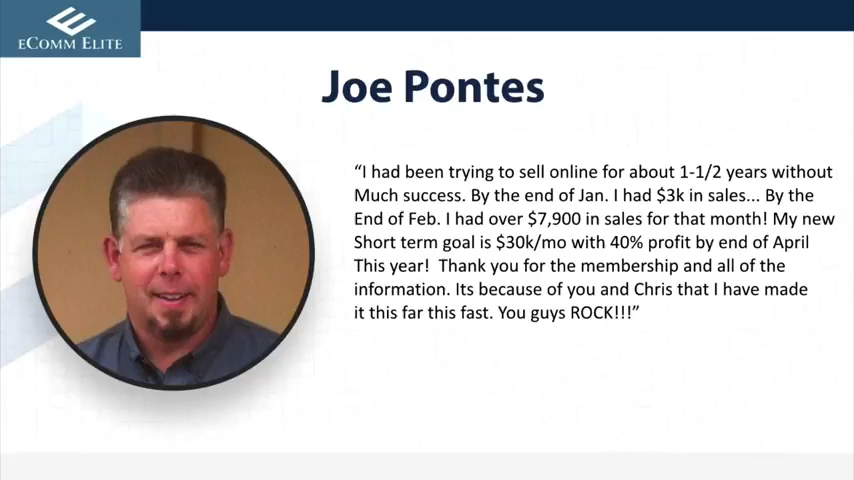 eComm Elite
Joe Pontes
“I had been trying to sell online for about 1-1/2 years without
Much success. By the end of Jan. I had $3k in sales... By the
End of Feb. I had over $7,900 in sales for that month! My new
Short term goal is $30k/mo with 40% profit by end of April
This year!  Thank you for the membership and all of the
information. Its because of you and Chris that I have made
it this far this fast. You guys ROCK!!!”